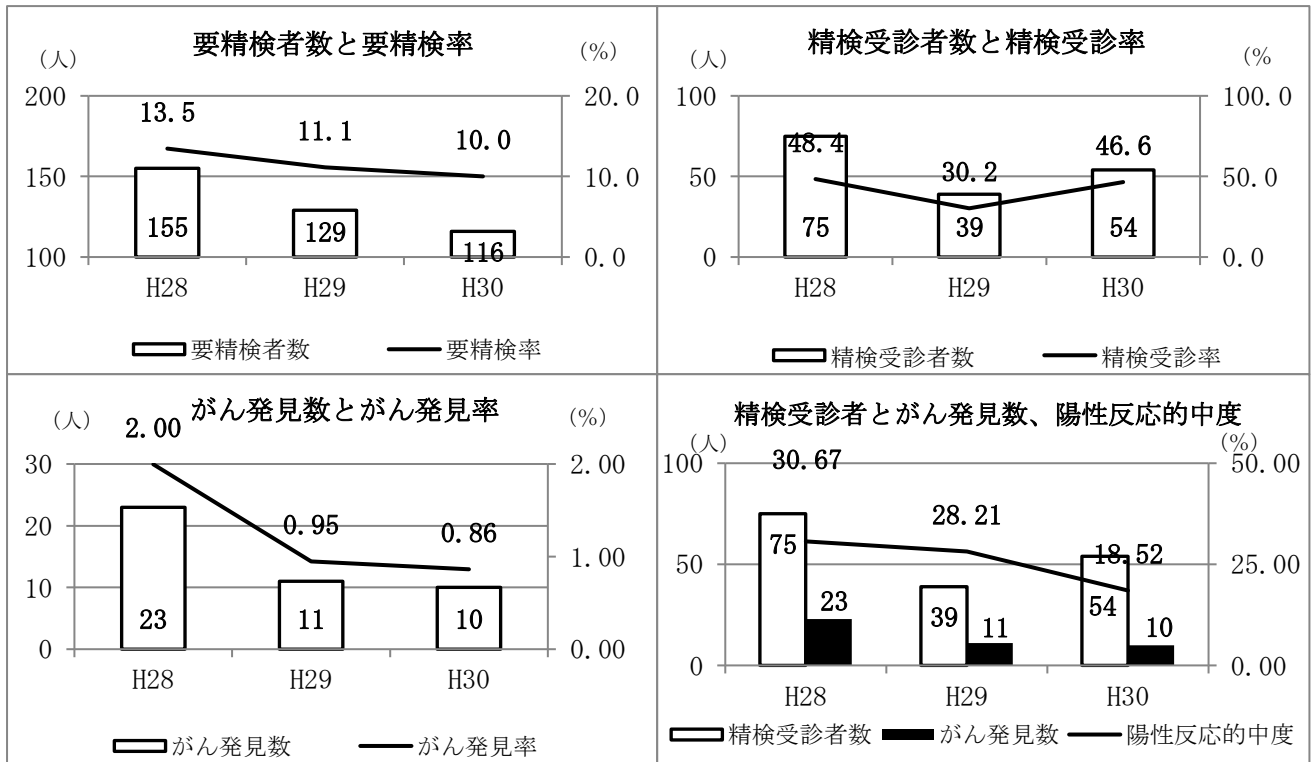 要精検者数と要精検率
（人）
（%）
200
150
100
20.0
10.0
0.0
13.5
11.1
10.0
155
129
116
H28
H29
H30
要精検者数
要精検率
精検受診者数と精検受診率
（人）
（%
100
50
0
100.0
50.0
0.0
48.4
30.2
46.6
75
39
54
H28
H29
H30
精検受診者数
精検受診率
がん発見数とがん発見率
（人）
（%）
30
20
10
0
2.00
1.00
0.00
2.00
0.95
0.86
23
11
10
H28
H29
H30
がん発見数
がん発見率
精検受診者とがん発見数、陽性反応的中度
（人）
（%）
100
50
0
50.00
25.00
0.00
30.67
28.21
18.52
75
23
39
11
54
10
H28
H29
H30
精検受診者数
がん発見数
陽性反応的中度